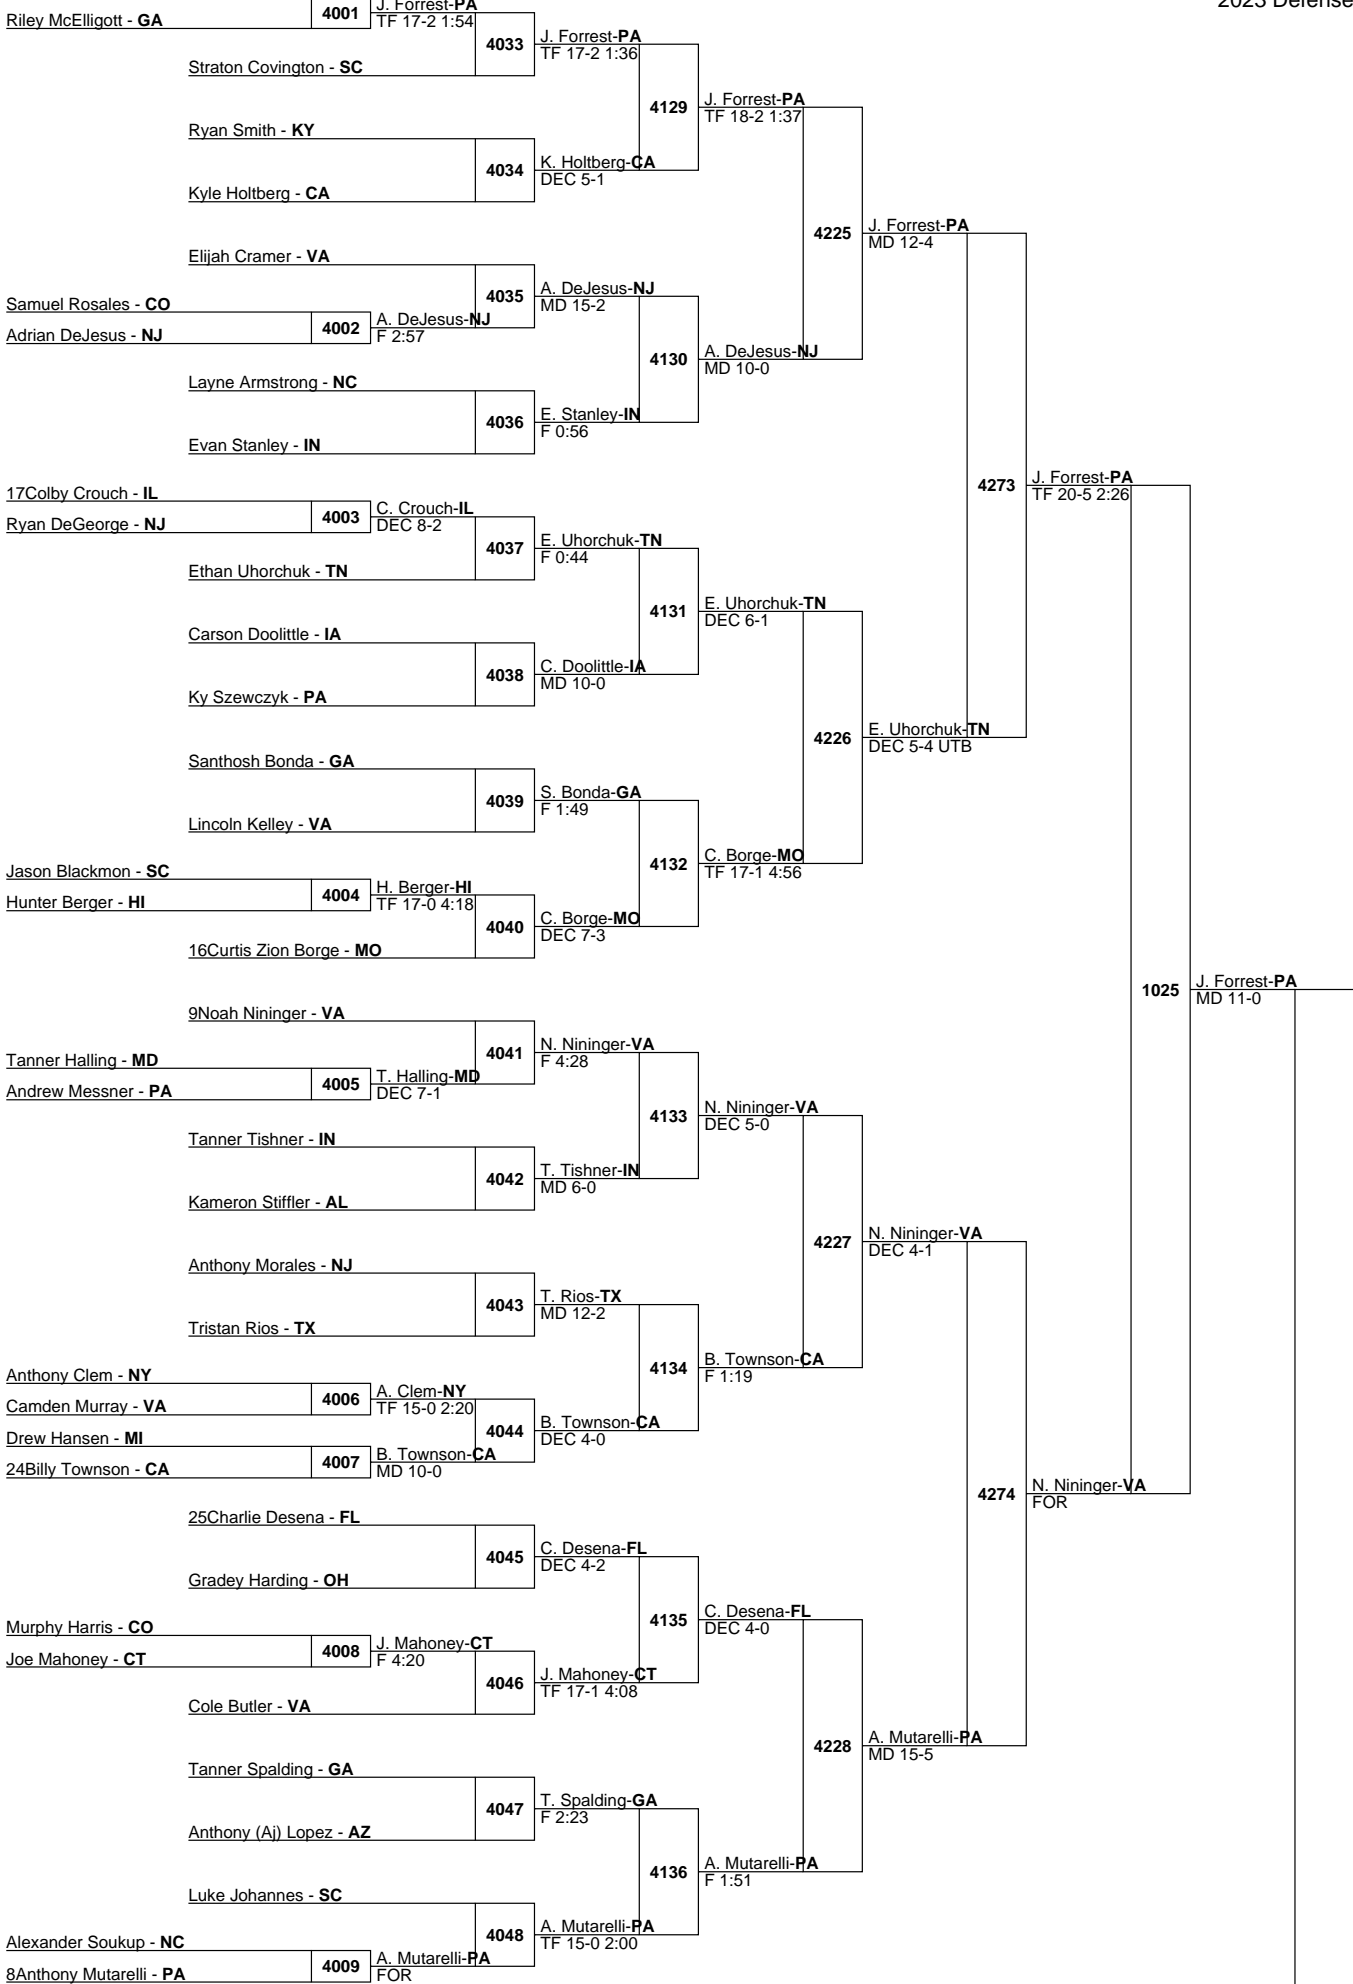 2023 Defense
J. Forrest-PA
Riley McElligott - GA
4001
TF 17-2 1:54
4033
J. Forrest-PA
TF 17-2 1:36
Straton Covington - SC
4129
J. Forrest-PA
TF 18-2 1:37
Ryan Smith - KY
4034
K. Holtberg-CA
DEC 5-1
Kyle Holtberg - CA
4225
J. Forrest-PA
MD 12-4
Elijah Cramer - VA
4035
A. DeJesus-NJ
MD 15-2
Samuel Rosales - CO
4002
A. DeJesus-NJ
F 2:57
Adrian DeJesus - NJ
4130
A. DeJesus-NJ
MD 10-0
Layne Armstrong - NC
4036
E. Stanley-IN
F 0:56
Evan Stanley - IN
4273
J. Forrest-PA
TF 20-5 2:26
17Colby Crouch - IL
4003
C. Crouch-IL
DEC 8-2
Ryan DeGeorge - NJ
4037
E. Uhorchuk-TN
F 0:44
Ethan Uhorchuk - TN
4131
E. Uhorchuk-TN
DEC 6-1
Carson Doolittle - IA
4038
C. Doolittle-IA
MD 10-0
Ky Szewczyk - PA
4226
E. Uhorchuk-TN
DEC 5-4 UTB
Santhosh Bonda - GA
4039
S. Bonda-GA
F 1:49
Lincoln Kelley - VA
4132
C. Borge-MO
TF 17-1 4:56
Jason Blackmon - SC
4004
H. Berger-HI
TF 17-0 4:18
Hunter Berger - HI
4040
C. Borge-MO
DEC 7-3
16Curtis Zion Borge - MO
1025
J. Forrest-PA
MD 11-0
9Noah Nininger - VA
4041
N. Nininger-VA
F 4:28
Tanner Halling - MD
4005
T. Halling-MD
DEC 7-1
Andrew Messner - PA
4133
N. Nininger-VA
DEC 5-0
Tanner Tishner - IN
4042
T. Tishner-IN
MD 6-0
Kameron Stiffler - AL
4227
N. Nininger-VA
DEC 4-1
Anthony Morales - NJ
4043
T. Rios-TX
MD 12-2
Tristan Rios - TX
4134
B. Townson-CA
F 1:19
Anthony Clem - NY
4006
A. Clem-NY
TF 15-0 2:20
Camden Murray - VA
4044
B. Townson-CA
DEC 4-0
Drew Hansen - MI
4007
B. Townson-CA
MD 10-0
24Billy Townson - CA
4274
N. Nininger-VA
FOR
25Charlie Desena - FL
4045
C. Desena-FL
DEC 4-2
Gradey Harding - OH
4135
C. Desena-FL
DEC 4-0
Murphy Harris - CO
4008
J. Mahoney-CT
F 4:20
Joe Mahoney - CT
4046
J. Mahoney-CT
TF 17-1 4:08
Cole Butler - VA
4228
A. Mutarelli-PA
MD 15-5
Tanner Spalding - GA
4047
T. Spalding-GA
F 2:23
Anthony (Aj) Lopez - AZ
4136
A. Mutarelli-PA
F 1:51
Luke Johannes - SC
4048
A. Mutarelli-PA
TF 15-0 2:00
Alexander Soukup - NC
4009
A. Mutarelli-PA
FOR
8Anthony Mutarelli - PA